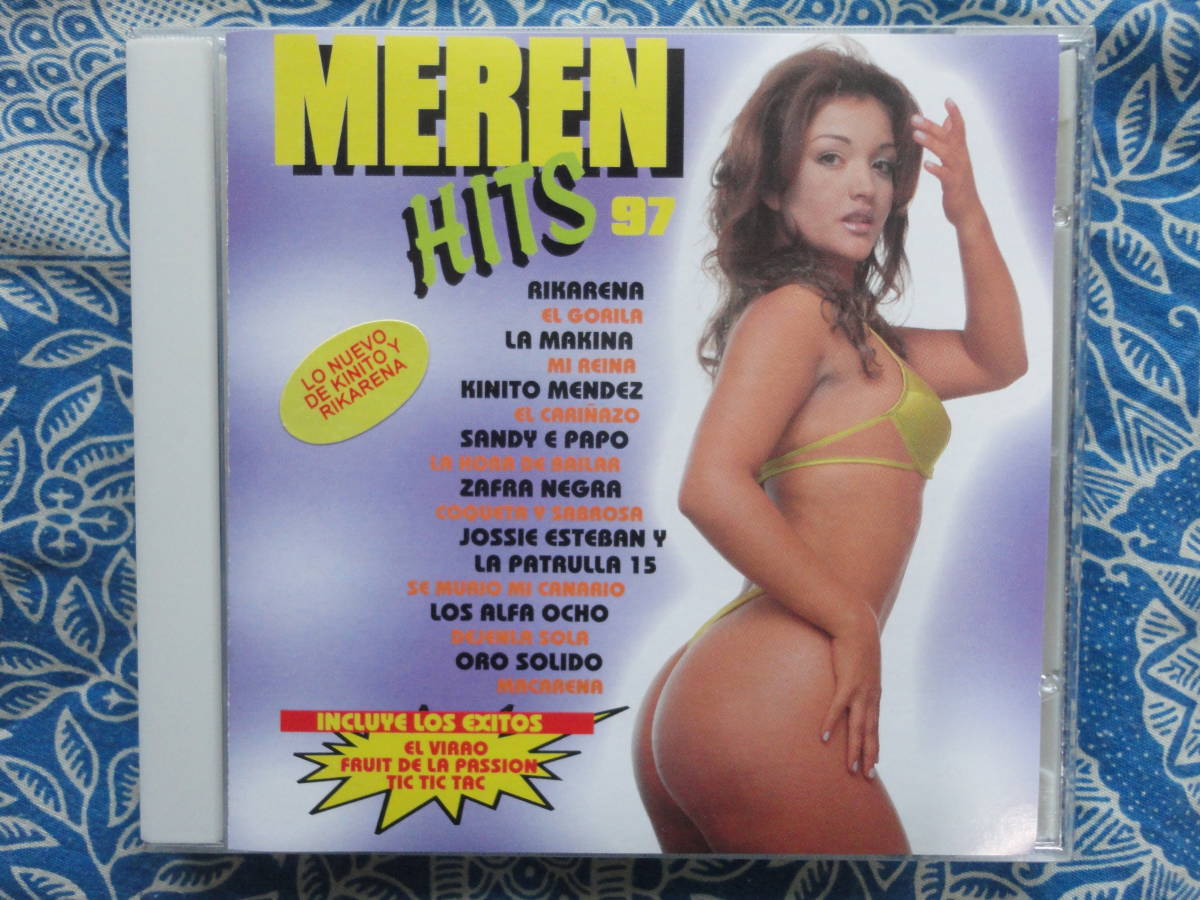 MEREN
HITS 97
RIKARENA
EL GORILA
LA MAKINA
MI REINA
KINITO MENDEZ
EL CARIÑAZO
SANDY E PAPO
LA HORA DE BAILRA
ZAFRA NEGRA
COQUETA Y SABROSA
JOSSIE ESTEBAN Y
LA PATRULLA 15
SE MURIO MI CANARIO
LOS ALFA OCHO
DEJENLA SOLA
ORO SOLIDO
MACARENA
LO NUEVO
DE KINITO Y
RIKARENA
INCLUYE LOS EXITOS
EL VIRAO
FRUIT DE LA PASSION
TIC TIC TAC